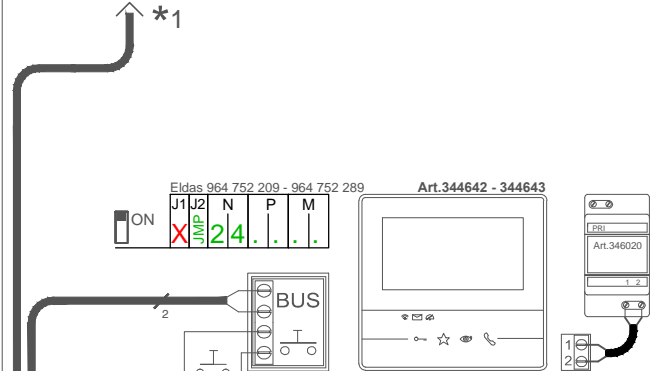 *1
Eldas 964 752 209 - 964 752 289
Art.344642 - 344643
ON
J1 J2 N P M
X JMP 2 4 . . . .
PRI
Art.346020
1 2
BUS
2
1
2